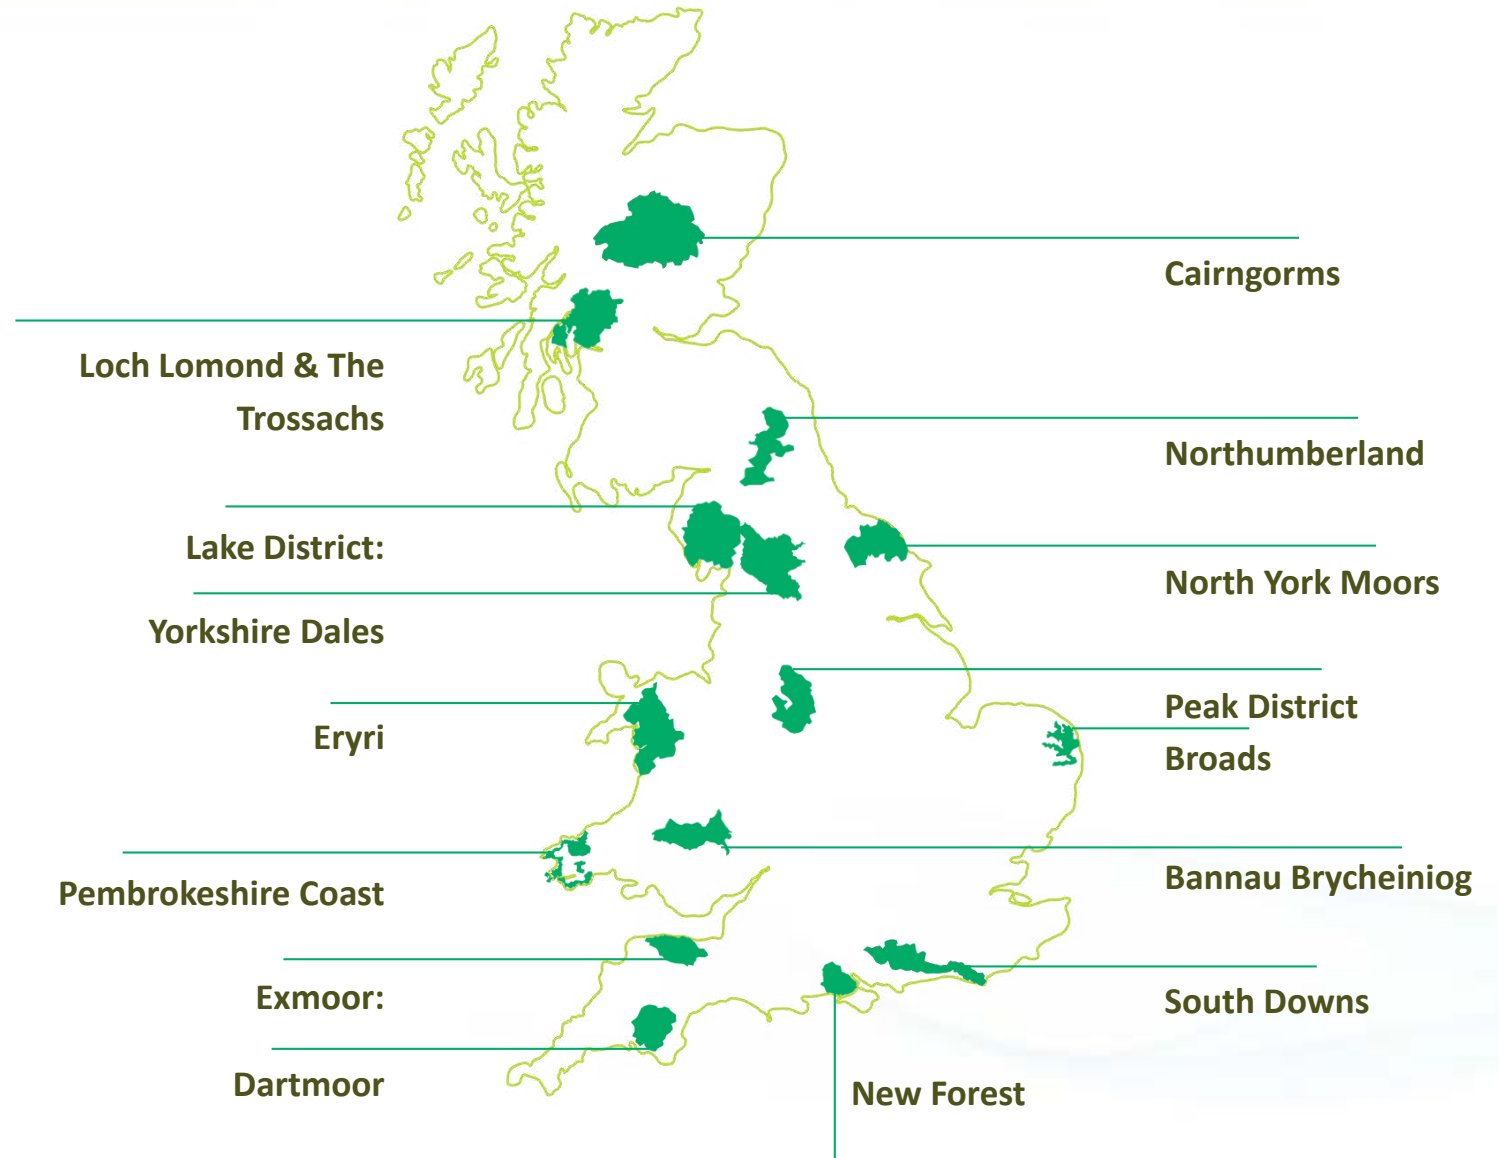 Cairngorms
Loch Lomond & The
Trossachs
Northumberland
Lake District:
North York Moors
Yorkshire Dales
Peak District
Eryri
Broads
Bannau Brycheiniog
Pembrokeshire Coast
Exmoor:
South Downs
Dartmoor
New Forest